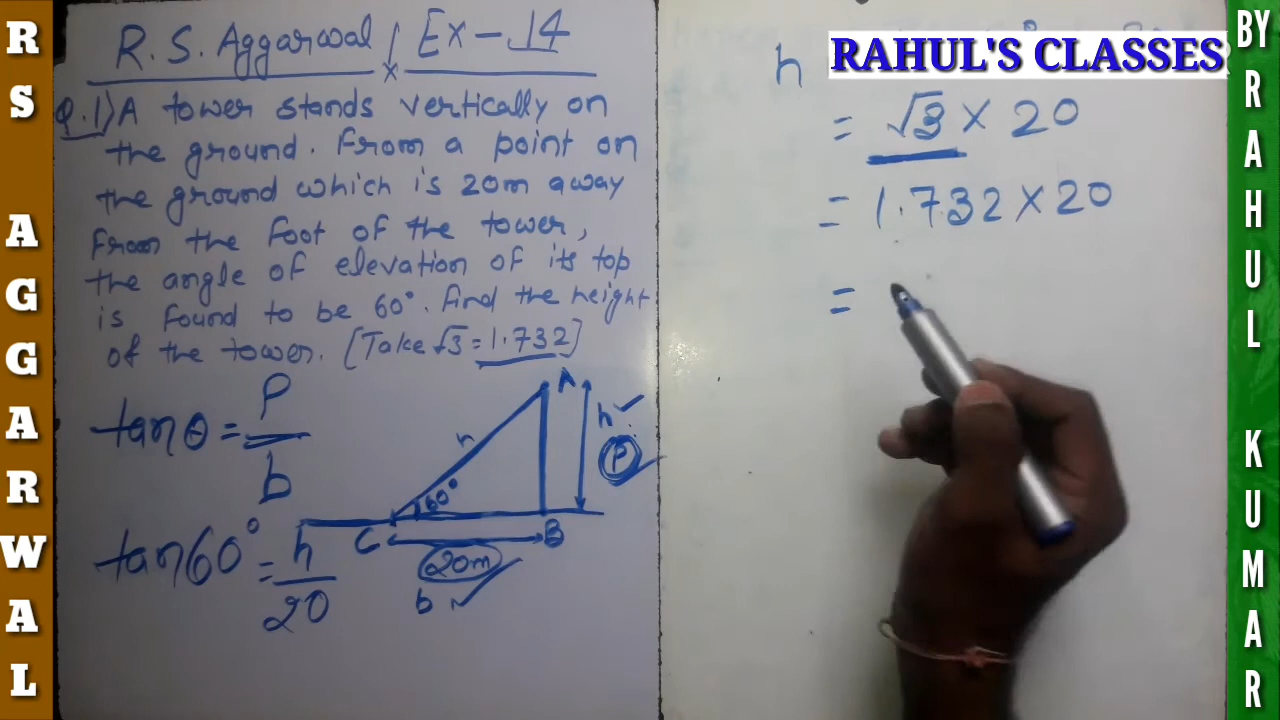 RS AGGARWAL
R.S. Aggarwal Ex-14
Q.1) A tower stands vertically on
the ground. From a point on
the ground which is 20m away
from the foot of the tower,
the angle of elevation of its top
is found to be 60°. Find the height
of the tower. [Take √3 = 1.732]
tanθ = P/b
tan60° = h/20
A
h
P
h
60°
C
B
20m
b
h
= √3 × 20
= 1.732 × 20
=
RAHUL'S CLASSES
BY RAHUL KUMAR